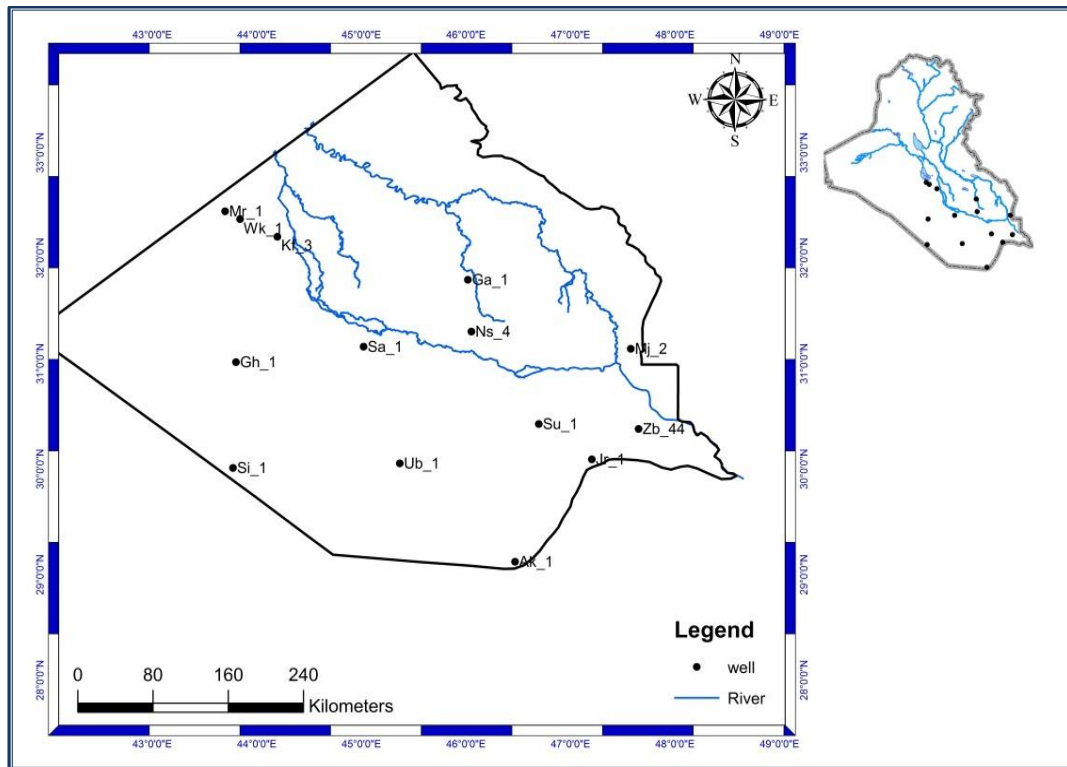 43°0'0"E 44°0'0"E 45°0'0"E 46°0'0"E 47°0'0"E 48°0'0"E 49°0'0"E
N
W E
S
33°0'0"N 33°0'0"N
Mr_1
Wk_1
Kf_3
32°0'0"N 32°0'0"N
Ga_1
Ns_4
Sa_1
Mj_2
Gh_1
31°0'0"N 31°0'0"N
Su_1
Zb_44
Jr_1
Ub_1
Si_1
30°0'0"N 30°0'0"N
Ak_1
29°0'0"N 29°0'0"N
Legend
well
River
28°0'0"N 28°0'0"N
0 80 160 240
Kilometers
43°0'0"E 44°0'0"E 45°0'0"E 46°0'0"E 47°0'0"E 48°0'0"E 49°0'0"E